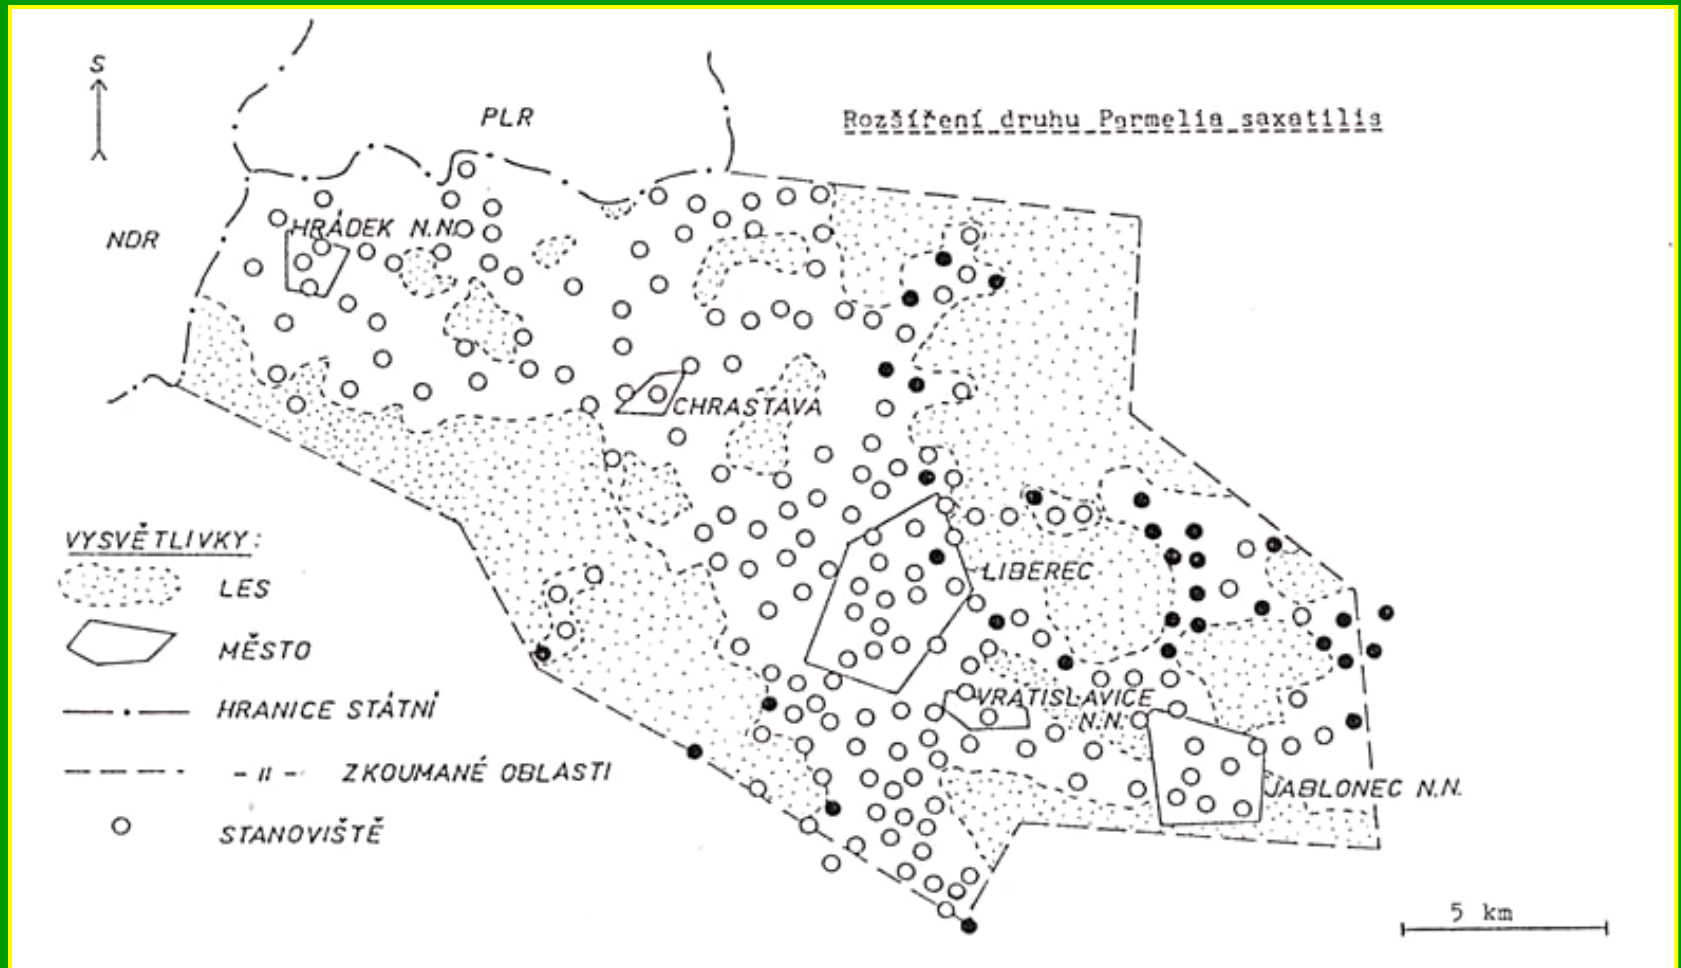 S
PLR
Rozšíření druhu Parmelia saxatilis
NDR
HRÁDEK N.N.
CHRASTAVA
LIBEREC
VRATISLAVICE
N.N.
JABLONEC N.N.
VYSVĚTLIVKY:
LES
MĚSTO
HRANICE STÁTNÍ
- 〃 - ZKOUMANÉ OBLASTI
STANOVIŠTĚ
5 km